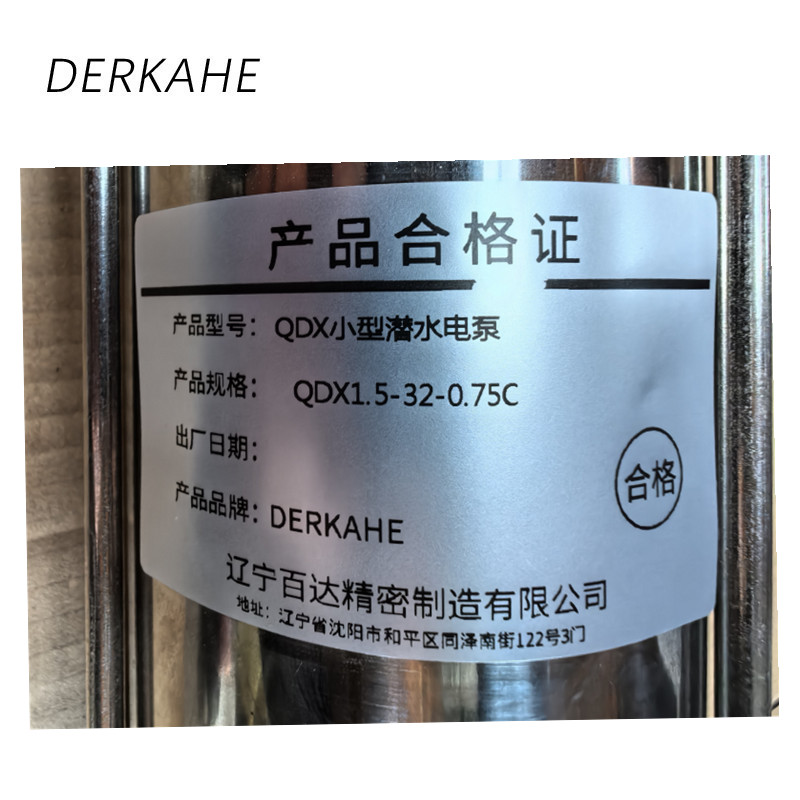 DERKAHE
产品合格证
产品型号： QDX小型潜水电泵
产品规格： QDX1.5-32-0.75C
出厂日期：
合格
产品品牌：DERKAHE
辽宁百达精密制造有限公司
地址：辽宁省沈阳市和平区同泽南街122号3门